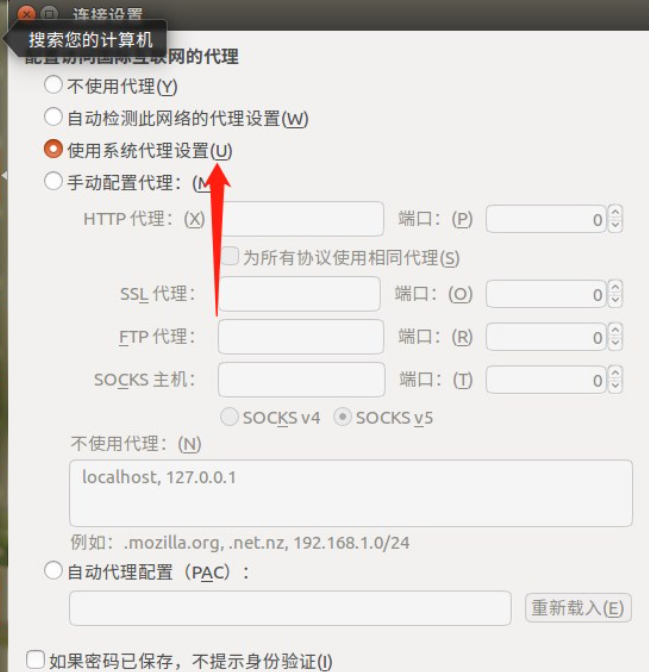 连接设置
搜索您的计算机
配置访问国际互联网的代理
不使用代理(Y)
自动检测此网络的代理设置(W)
使用系统代理设置(U)
手动配置代理：(M
HTTP 代理：(X) 端口：(P) 0
为所有协议使用相同代理(S)
SSL 代理： 端口：(O) 0
FTP 代理： 端口：(R) 0
SOCKS 主机： 端口：(T) 0
SOCKS v4 SOCKS v5
不使用代理：(N)
localhost, 127.0.0.1
例如：.mozilla.org, .net.nz, 192.168.1.0/24
自动代理配置（PAC）：
重新载入(E)
如果密码已保存，不提示身份验证(I)